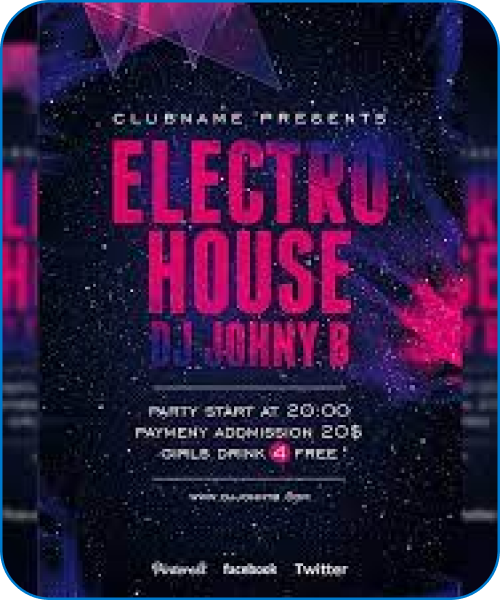 CLUBNAME PRESENTS
ELECTRO
HOUSE
DJ JOHNY B
PARTY START AT 20:00
PAYMENY ADDMISSION 20$
GIRLS DRINK 4 FREE
Pinterest facebook Twitter